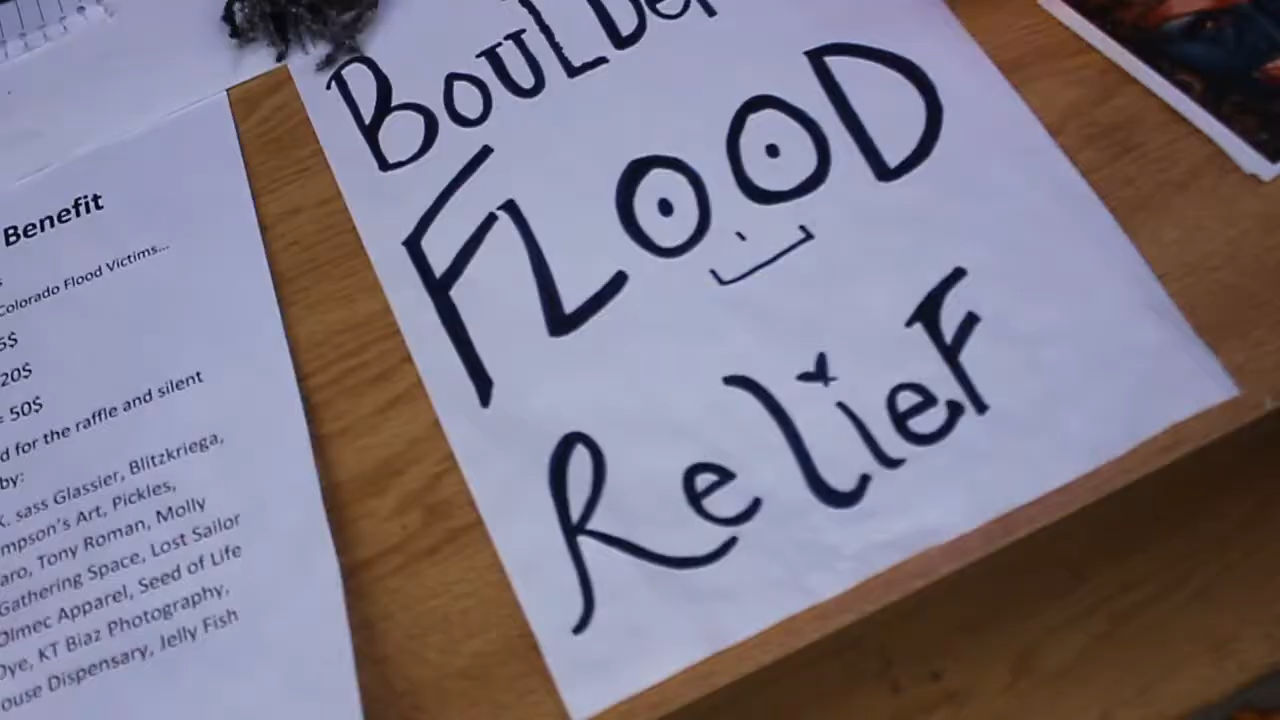 Benefit
Colorado Flood Victims...
5$
20$
= 50$
d for the raffle and silent
by:
K. sass Glassier, Blitzkriega,
mpson's Art, Pickles,
aro, Tony Roman, Molly
Gathering Space, Lost Sailor
Olmec Apparel, Seed of Life
Dye, KT Biaz Photography,
ouse Dispensary, Jelly Fish
BOULDer
FLOOD
RelieF